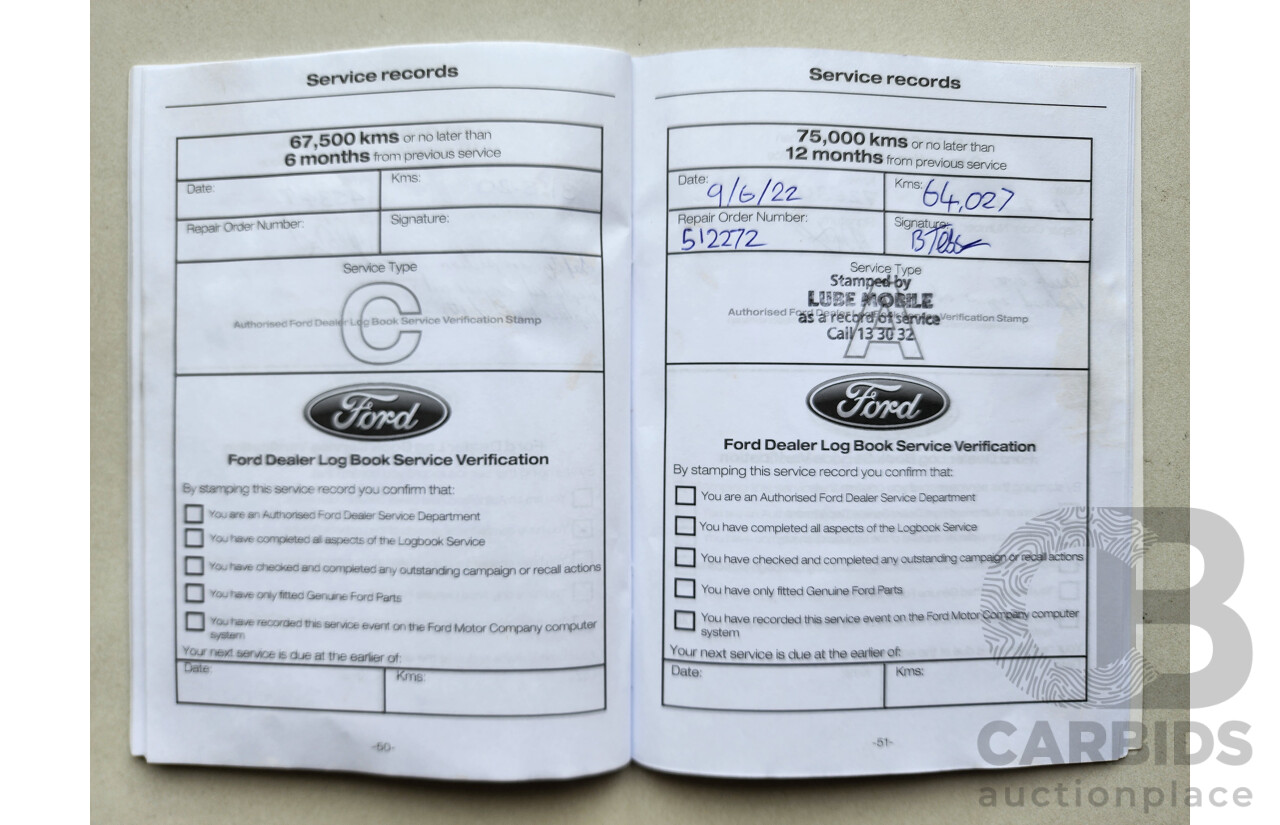 Service records
67,500 kms or no later than
6 months from previous service
Date:
Kms:
Repair Order Number:
Signature:
Service Type
C
Authorised Ford Dealer Log Book Service Verification Stamp
Ford
Ford Dealer Log Book Service Verification
By stamping this service record you confirm that:
You are an Authorised Ford Dealer Service Department
You have completed all aspects of the Logbook Service
You have checked and completed any outstanding campaign or recall actions
You have only fitted Genuine Ford Parts
You have recorded this service event on the Ford Motor Company computer
system
Your next service is due at the earlier of:
Date:
Kms:
Service records
75,000 kms or no later than
12 months from previous service
Date: 9/6/22
Kms: 64,027
Repair Order Number:
512272
Signature:
Service Type
Stamped by
LUBE MOBILE
Authorised Ford Dealer Log Book Service Verification Stamp
as a record of service
Call 13 30 32
A
Ford
Ford Dealer Log Book Service Verification
By stamping this service record you confirm that:
You are an Authorised Ford Dealer Service Department
You have completed all aspects of the Logbook Service
You have checked and completed any outstanding campaign or recall actions
You have only fitted Genuine Ford Parts
You have recorded this service event on the Ford Motor Company computer
system
Your next service is due at the earlier of:
Date:
Kms:
-51-
CB
CARBIDS
auctionplace